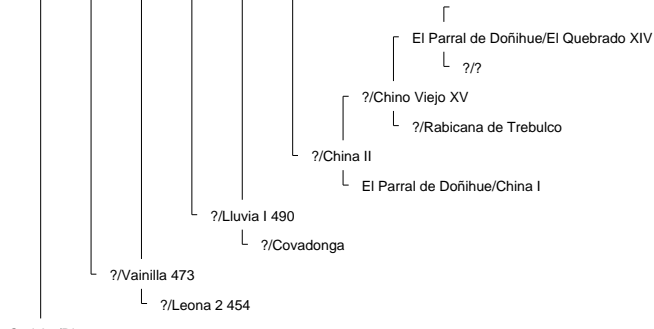 El Parral de Doñihue/El Quebrado XIV
?/?
?/Chino Viejo XV
?/Rabicana de Trebulco
?/China II
El Parral de Doñihue/China I
?/Lluvia I 490
?/Covadonga
?/Vainilla 473
?/Leona 2 454